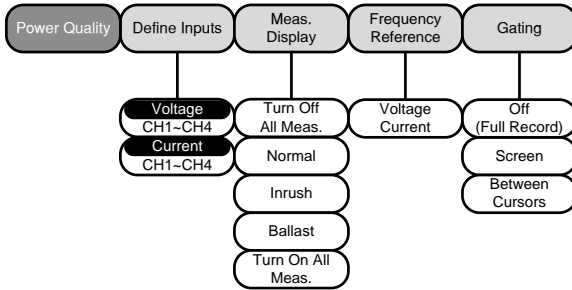 Power Quality
Define Inputs
Meas.
Display
Frequency
Reference
Gating
Voltage
CH1~CH4
Current
CH1~CH4
Turn Off
All Meas.
Normal
Inrush
Ballast
Turn On All
Meas.
Voltage
Current
Off
(Full Record)
Screen
Between
Cursors